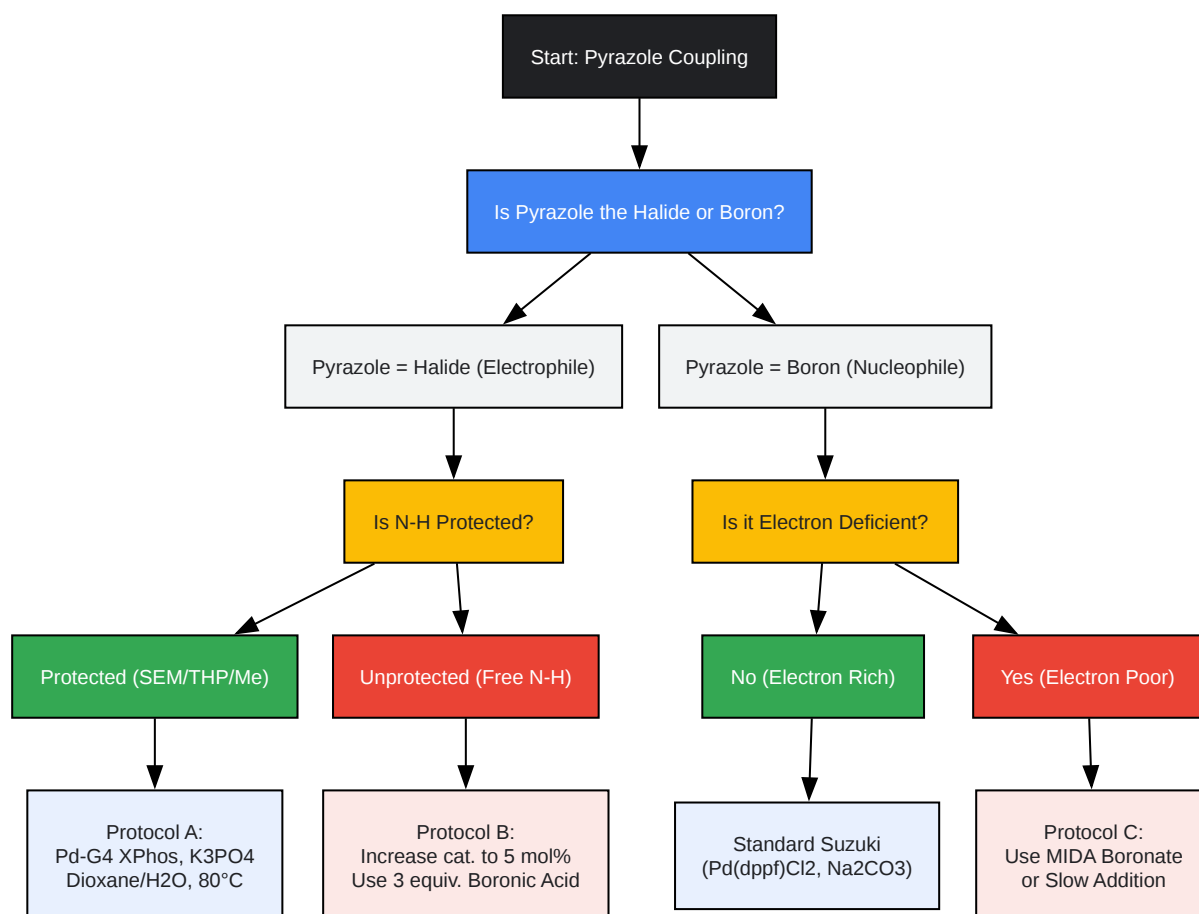 Start: Pyrazole Coupling
Is Pyrazole the Halide or Boron?
Pyrazole = Halide (Electrophile)
Pyrazole = Boron (Nucleophile)
Is N-H Protected?
Is it Electron Deficient?
Protected (SEM/THP/Me)
Unprotected (Free N-H)
No (Electron Rich)
Yes (Electron Poor)
Protocol A:
Pd-G4 XPhos, K3PO4
Dioxane/H2O, 80°C
Protocol B:
Increase cat. to 5 mol%
Use 3 equiv. Boronic Acid
Standard Suzuki
(Pd(dppf)Cl2, Na2CO3)
Protocol C:
Use MIDA Boronate
or Slow Addition